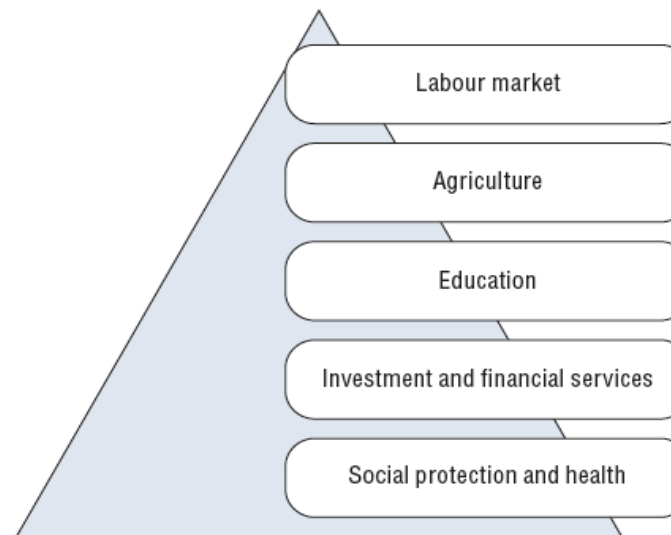 Labour market
Agriculture
Education
Investment and financial services
Social protection and health